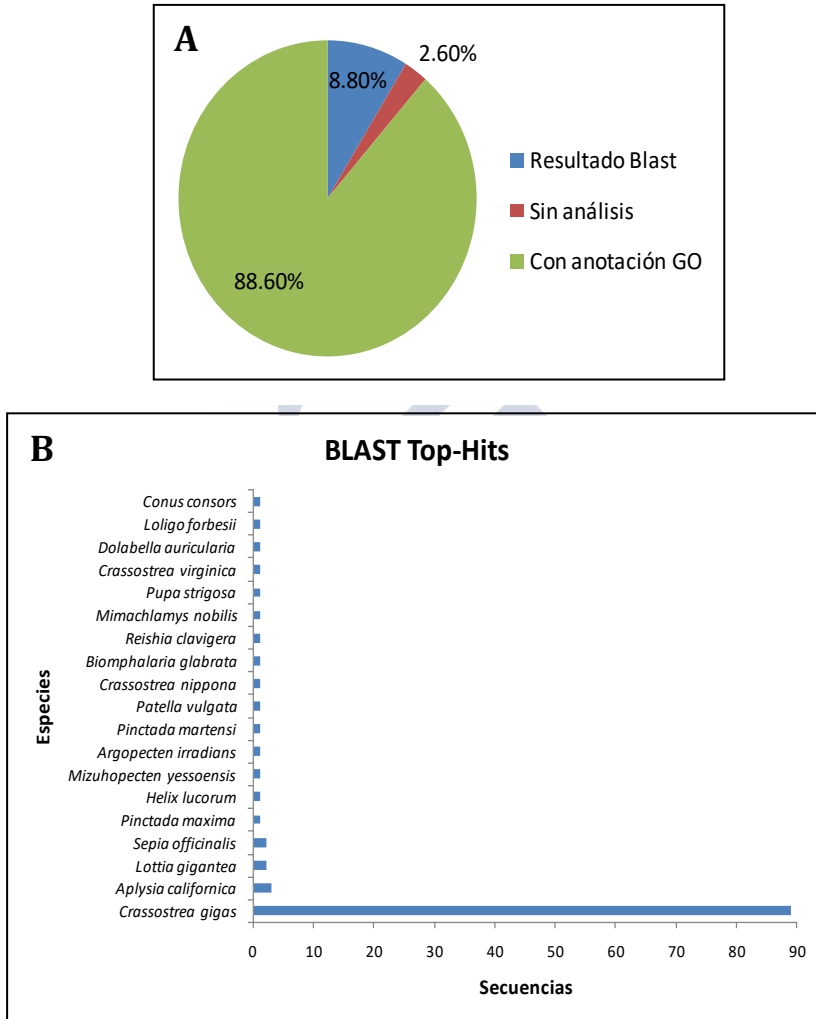 A
2.60%
8.80%
88.60%
Resultado Blast
Sin análisis
Con anotación GO
B
BLAST Top-Hits
Especies
Conus consors
Loligo forbesii
Dolabella auricularia
Crassostrea virginica
Pupa strigosa
Mimachlamys nobilis
Reishia clavigera
Biomphalaria glabrata
Crassostrea nippona
Patella vulgata
Pinctada martensi
Argopecten irradians
Mizuhopecten yessoensis
Helix lucorum
Pinctada maxima
Sepia officinalis
Lottia gigantea
Aplysia californica
Crassostrea gigas
0 10 20 30 40 50 60 70 80 90
Secuencias